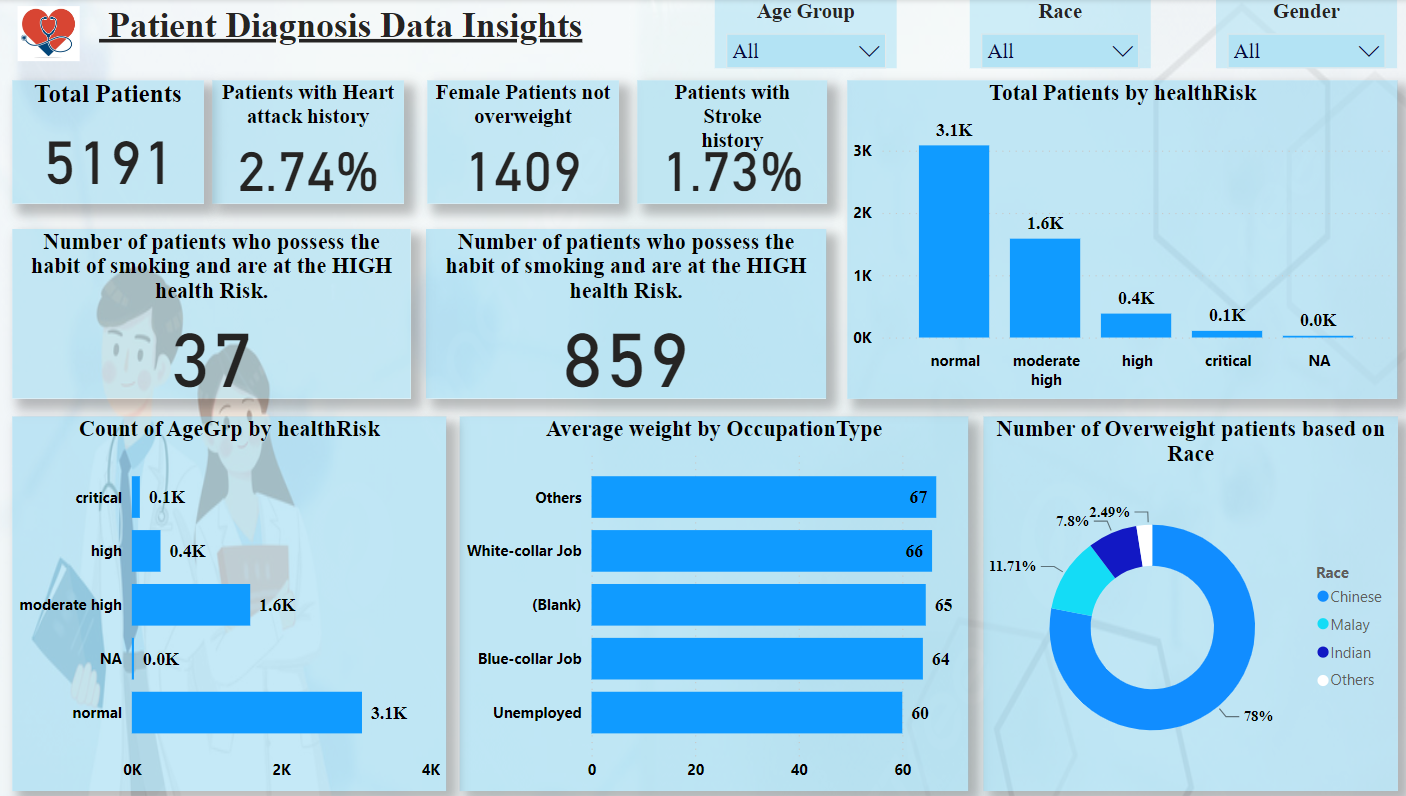 Patient Diagnosis Data Insights
Age Group
All
Race
All
Gender
All
Total Patients
5191
Patients with Heart
attack history
2.74%
Female Patients not
overweight
1409
Patients with
Stroke
history
1.73%
Number of patients who possess the
habit of smoking and are at the HIGH
health Risk.
37
Number of patients who possess the
habit of smoking and are at the HIGH
health Risk.
859
Total Patients by healthRisk
3K
2K
1K
0K
3.1K
1.6K
0.4K
0.1K
0.0K
normal
moderate
high
high
critical
NA
Count of AgeGrp by healthRisk
critical 0.1K
high 0.4K
moderate high 1.6K
NA 0.0K
normal 3.1K
0K 2K 4K
Average weight by OccupationType
Others 67
White-collar Job 66
(Blank) 65
Blue-collar Job 64
Unemployed 60
0 20 40 60
Number of Overweight patients based on
Race
2.49%
7.8%
11.71%
78%
Race
Chinese
Malay
Indian
Others